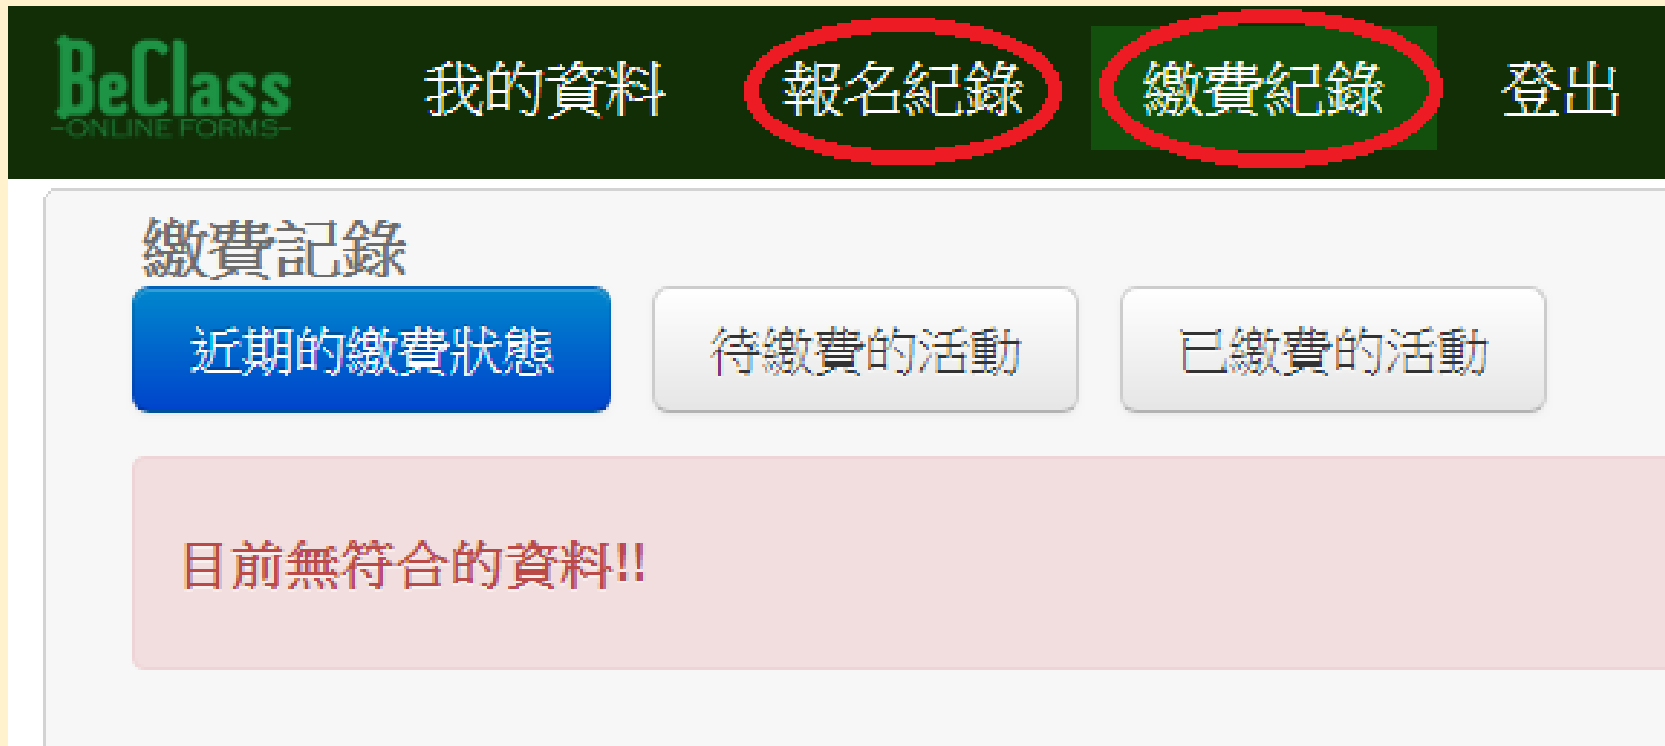 BeClass 我的資料 報名紀錄 繳費紀錄 登出
-ONLINE FORMS-
繳費記錄
近期的繳費狀態 待繳費的活動 已繳費的活動
目前無符合的資料!!